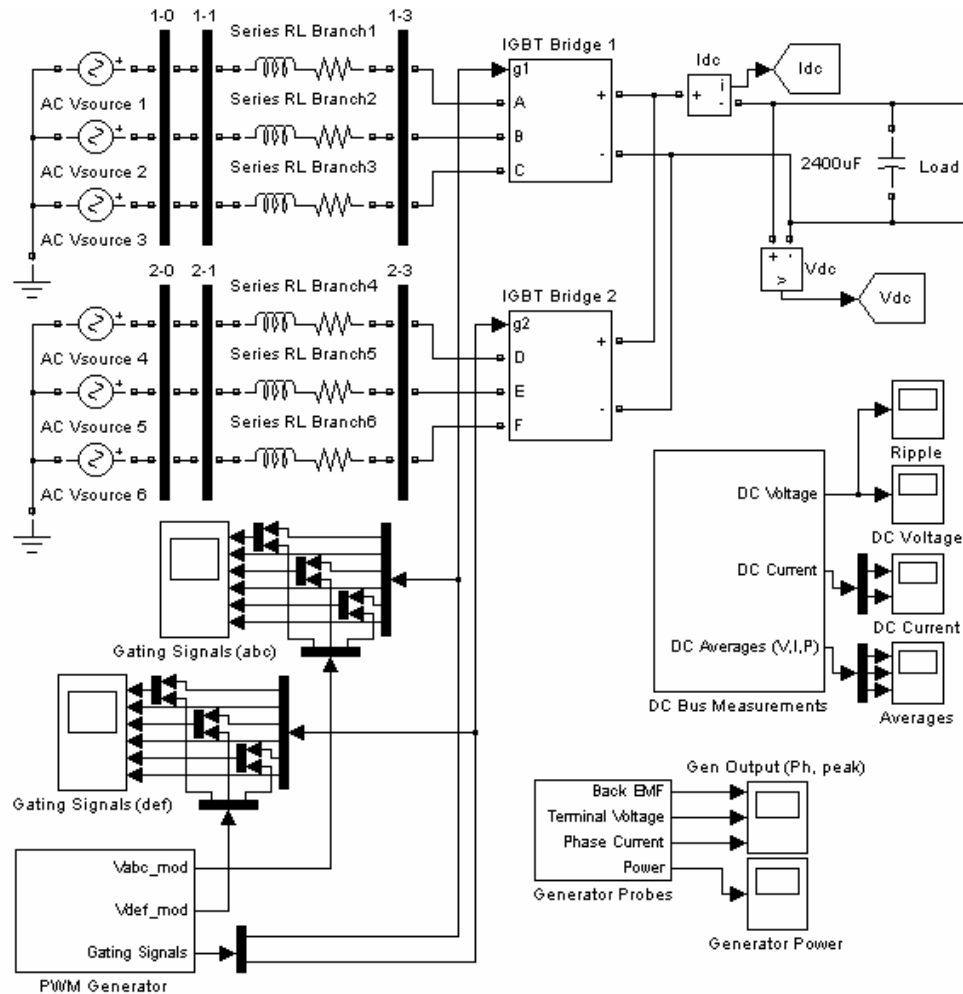 1-0 1-1 Series RL Branch1 1-3
IGBT Bridge 1
Idc
Idc
+ g1
AC Vsource 1
Series RL Branch2
A + + i -
+ B
AC Vsource 2
Series RL Branch3
- 2400uF Load
+ C
AC Vsource 3
2-0 2-1 Series RL Branch4 2-3
+ - Vdc
v
Vdc
IGBT Bridge 2
+ g2
AC Vsource 4
Series RL Branch5
D +
+ E
AC Vsource 5
Series RL Branch6
-
+ F
AC Vsource 6
Ripple
DC Voltage
DC Voltage
DC Current
DC Current
DC Averages (V,I,P)
Averages
DC Bus Measurements
Gating Signals (abc)
Gating Signals (def)
Gen Output (Ph, peak)
Back EMF
Terminal Voltage
Phase Current
Power
Generator Probes
Generator Power
Vabc_mod
Vdef_mod
Gating Signals
PWM Generator